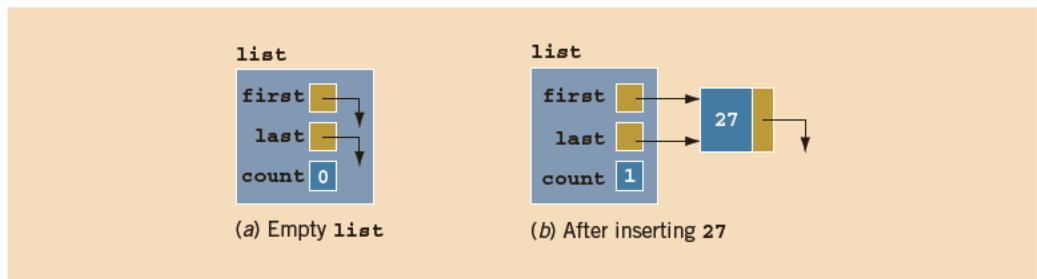 list
first
last
count 0
(a) Empty list
list
first
27
last
count 1
(b) After inserting 27